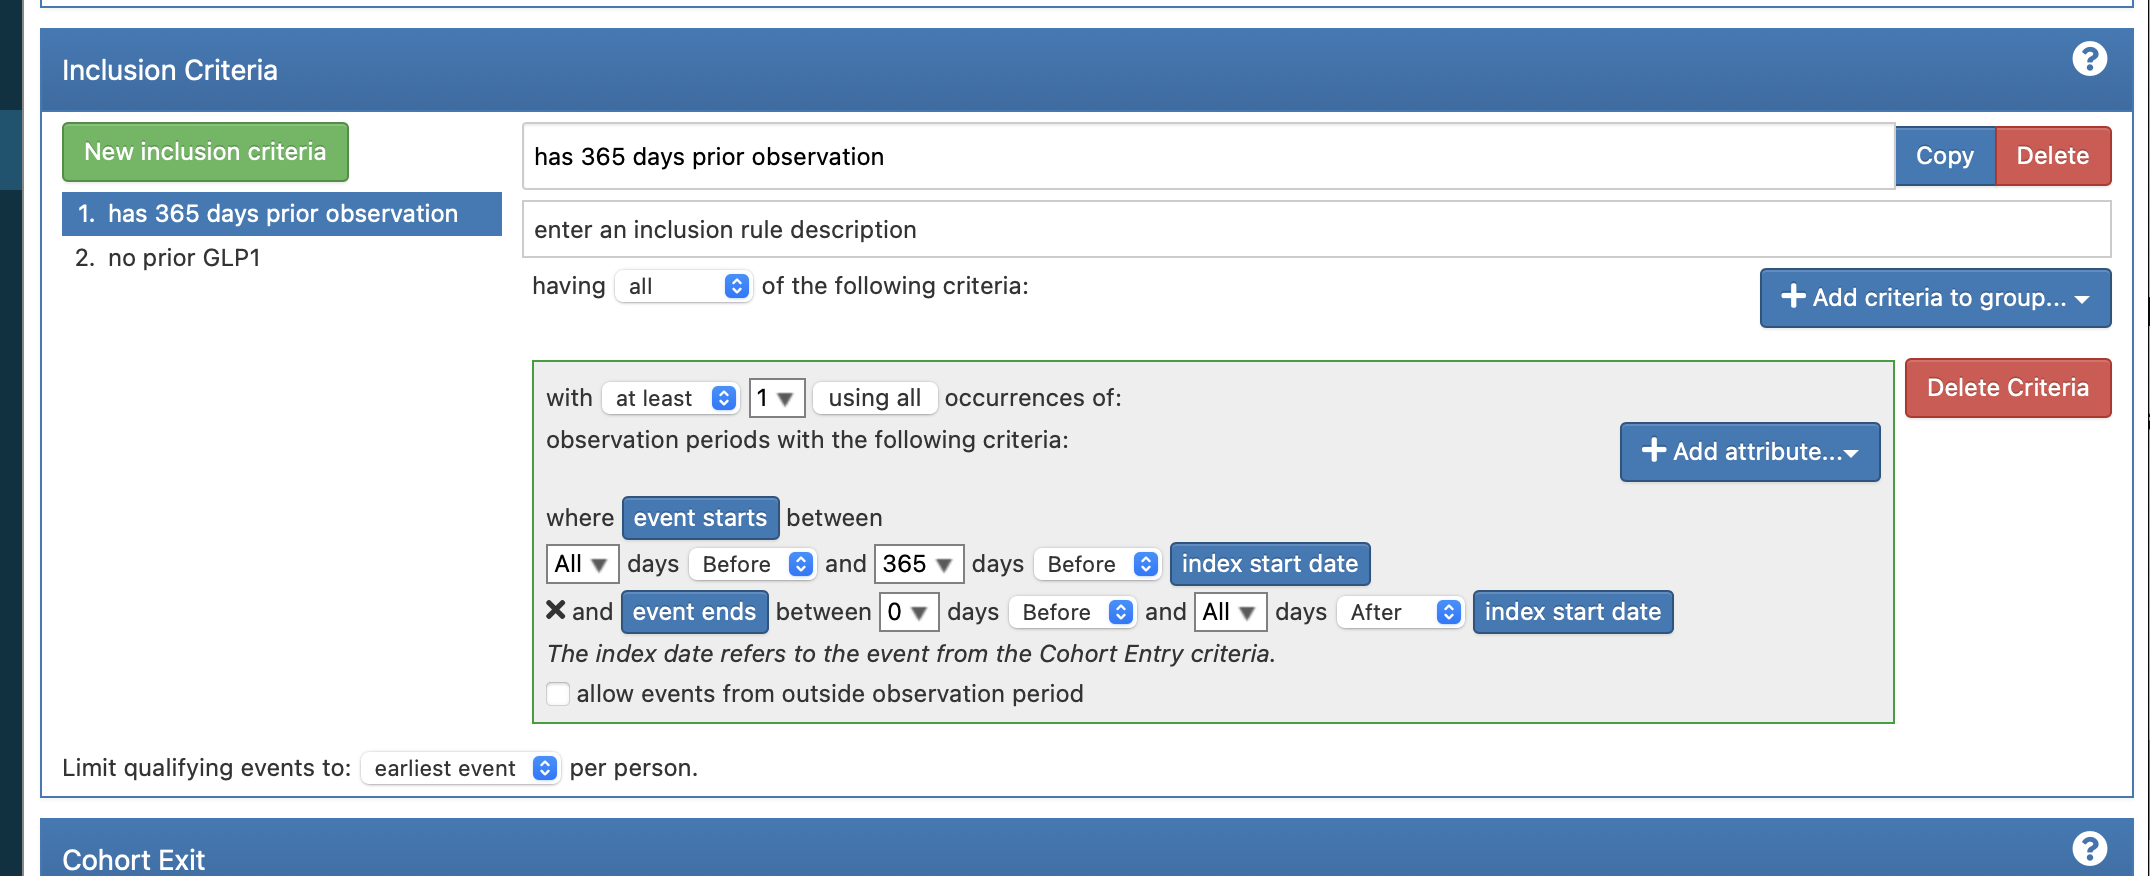 Inclusion Criteria
?
New inclusion criteria
1. has 365 days prior observation
2. no prior GLP1
has 365 days prior observation
Copy
Delete
enter an inclusion rule description
having all of the following criteria:
+ Add criteria to group...
with at least 1 using all occurrences of:
Delete Criteria
observation periods with the following criteria:
+ Add attribute...
where event starts between
All days Before and 365 days Before index start date
× and event ends between 0 days Before and All days After index start date
The index date refers to the event from the Cohort Entry criteria.
allow events from outside observation period
Limit qualifying events to: earliest event per person.
Cohort Exit
?